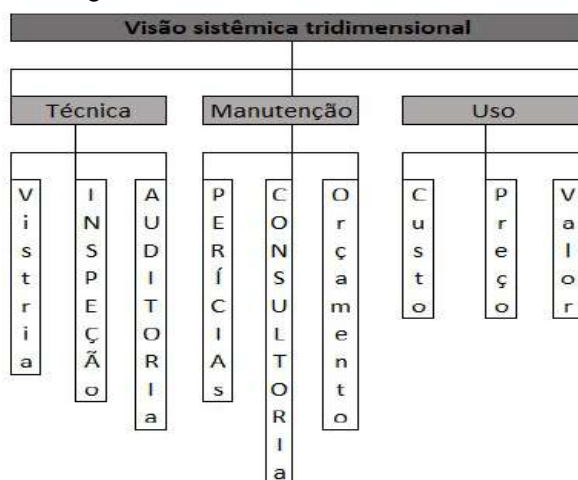 Visão sistêmica tridimensional
Técnica
Manutenção
Uso
Vistria
INSPEÇÃo
AUDITORIa
PERÍCIAs
CONSULTORIa
Orçamento
Custo
Preço
Valor